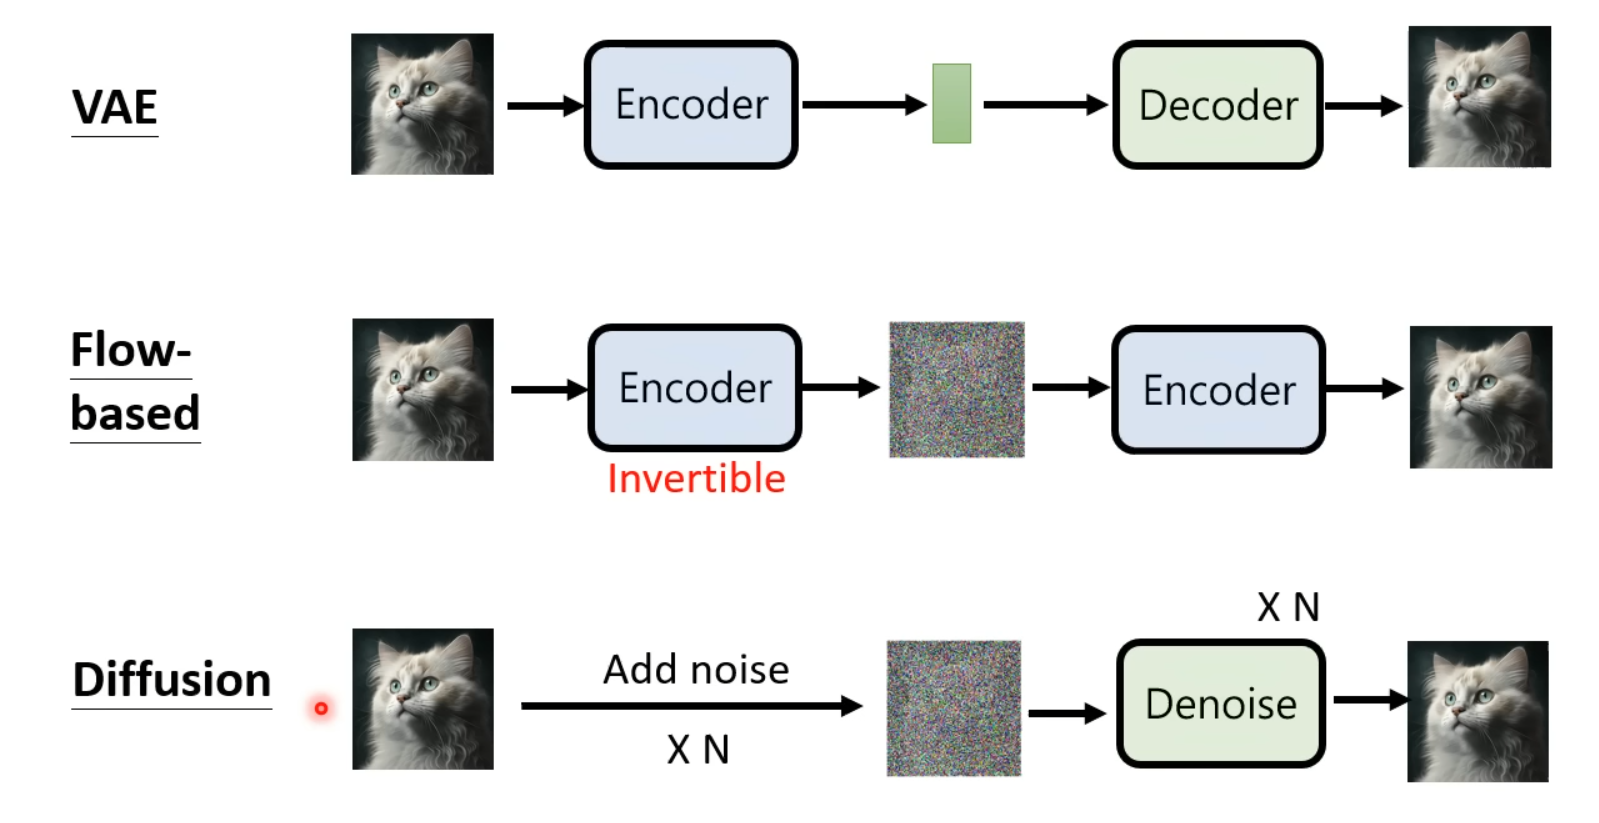 VAE
Encoder
Decoder
Flow-
based
Encoder
Invertible
Encoder
Diffusion
Add noise
X N
X N
Denoise